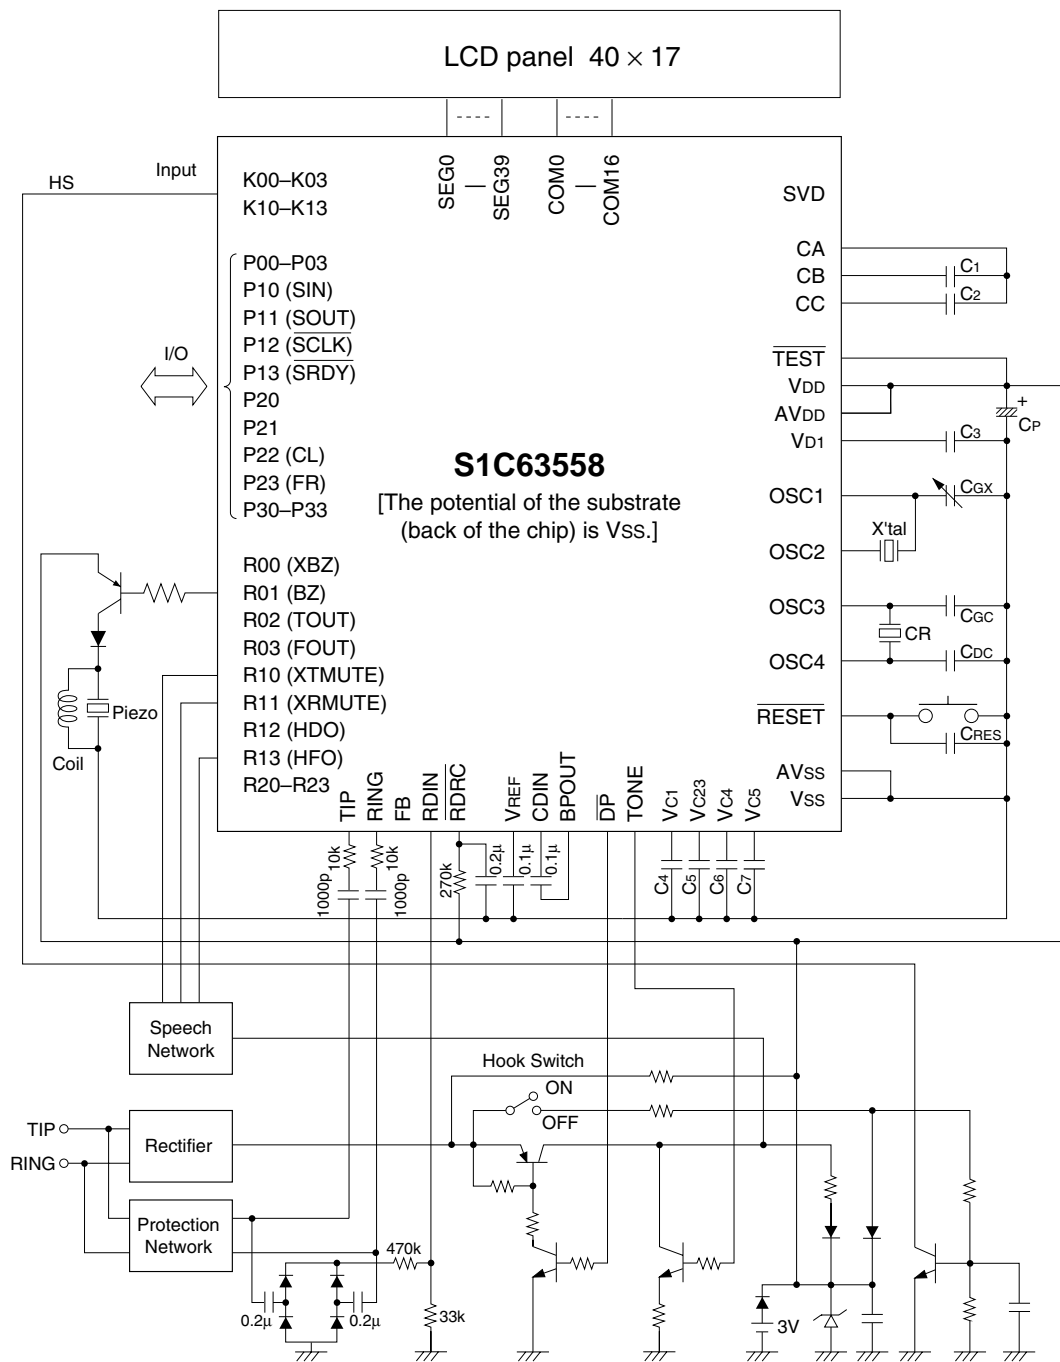 LCD panel 40 × 17
HS
Input
K00–K03
K10–K13
SEG0
SEG39
COM0
COM16
SVD
CA
CB
CC
C1
C2
P00–P03
P10 (SIN)
P11 (SOUT)
P12 (SCLK)
P13 (SRDY)
P20
P21
P22 (CL)
P23 (FR)
P30–P33
I/O
TEST
VDD
AVDD
VD1
+
CP
C3
S1C63558
[The potential of the substrate
(back of the chip) is VSS.]
OSC1
CGX
X'tal
OSC2
OSC3
CGC
CR
OSC4
CDC
RESET
CRES
AVSS
VSS
R00 (XBZ)
R01 (BZ)
R02 (TOUT)
R03 (FOUT)
R10 (XTMUTE)
R11 (XRMUTE)
R12 (HDO)
R13 (HFO)
R20–R23
Piezo
Coil
TIP
RING
FB
RDIN
RDRC
VREF
CDIN
BPOUT
DP
TONE
VC1
VC23
VC4
VC5
10k
1000p
10k
1000p
270k
0.2μ
0.1μ
0.1μ
C4
C5
C6
C7
Speech
Network
Hook Switch
ON
OFF
TIP
RING
Rectifier
Protection
Network
470k
0.2μ
0.2μ
33k
3V